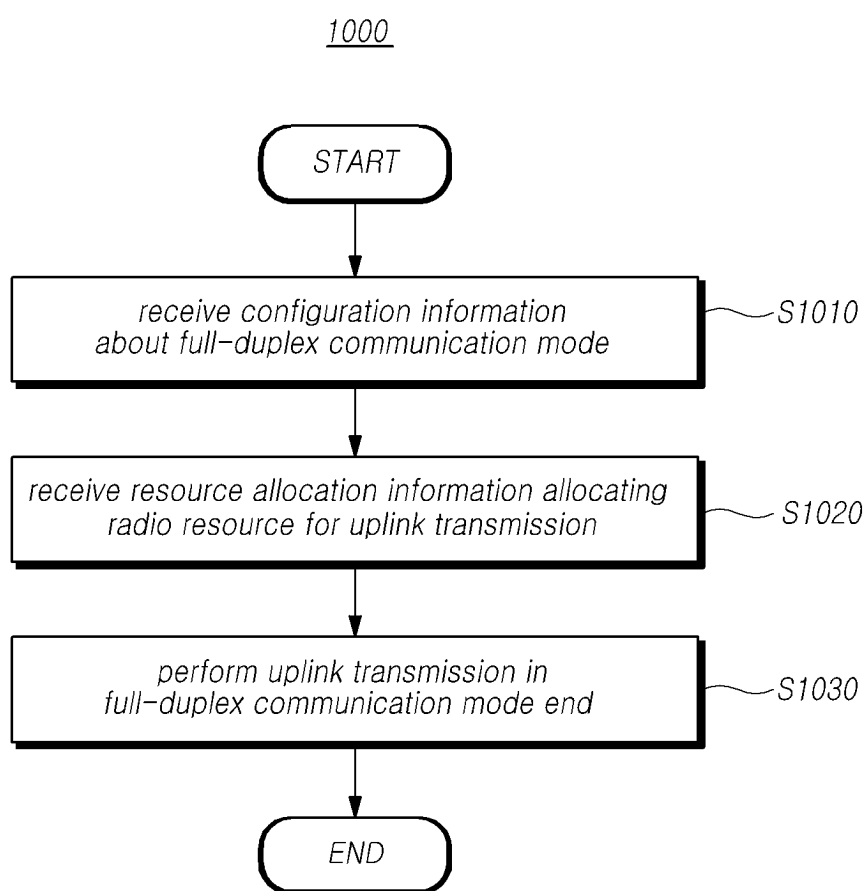 1000
START
receive configuration information
about full-duplex communication mode
S1010
receive resource allocation information allocating
radio resource for uplink transmission
S1020
perform uplink transmission in
full-duplex communication mode end
S1030
END